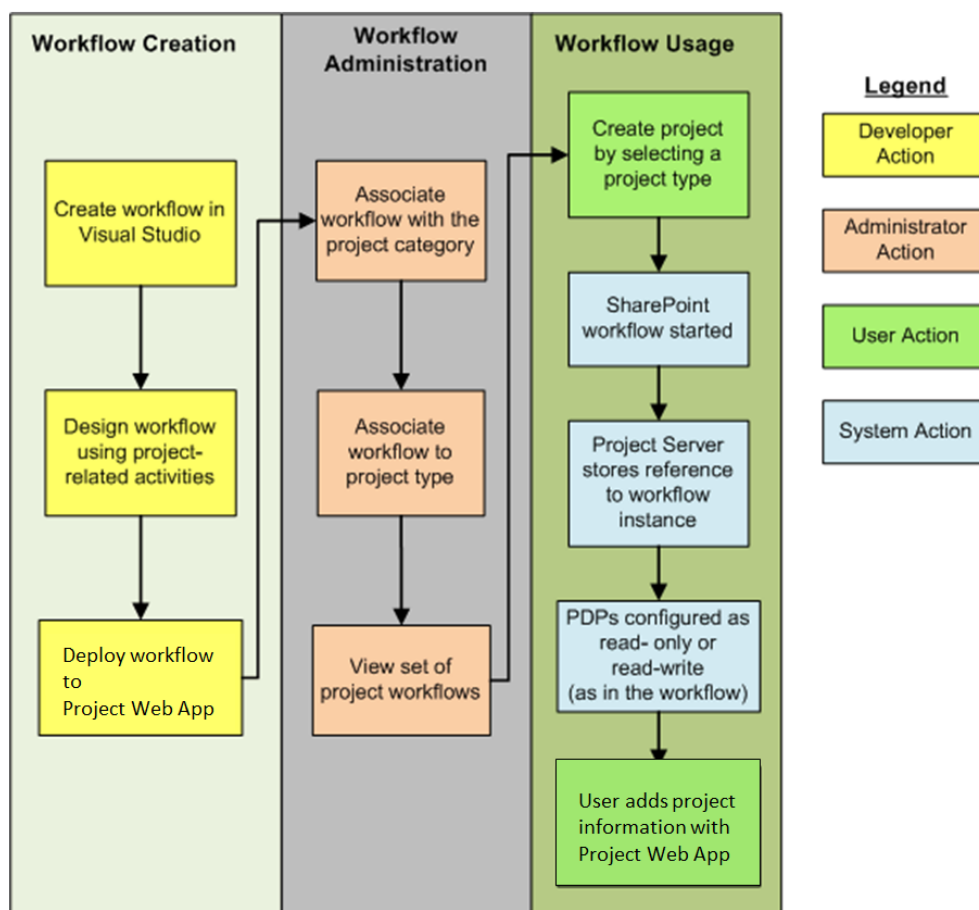 Workflow Creation
Create workflow in
Visual Studio
Design workflow
using project-
related activities
Deploy workflow
to
Project Web App
Workflow
Administration
Associate
workflow with the
project category
Associate
workflow to
project type
View set of
project workflows
Workflow Usage
Create project
by selecting a
project type
SharePoint
workflow started
Project Server
stores reference
to workflow
instance
PDPs configured as
read- only or
read-write
(as in the workflow)
User adds project
information with
Project Web App
Legend
Developer
Action
Administrator
Action
User Action
System Action